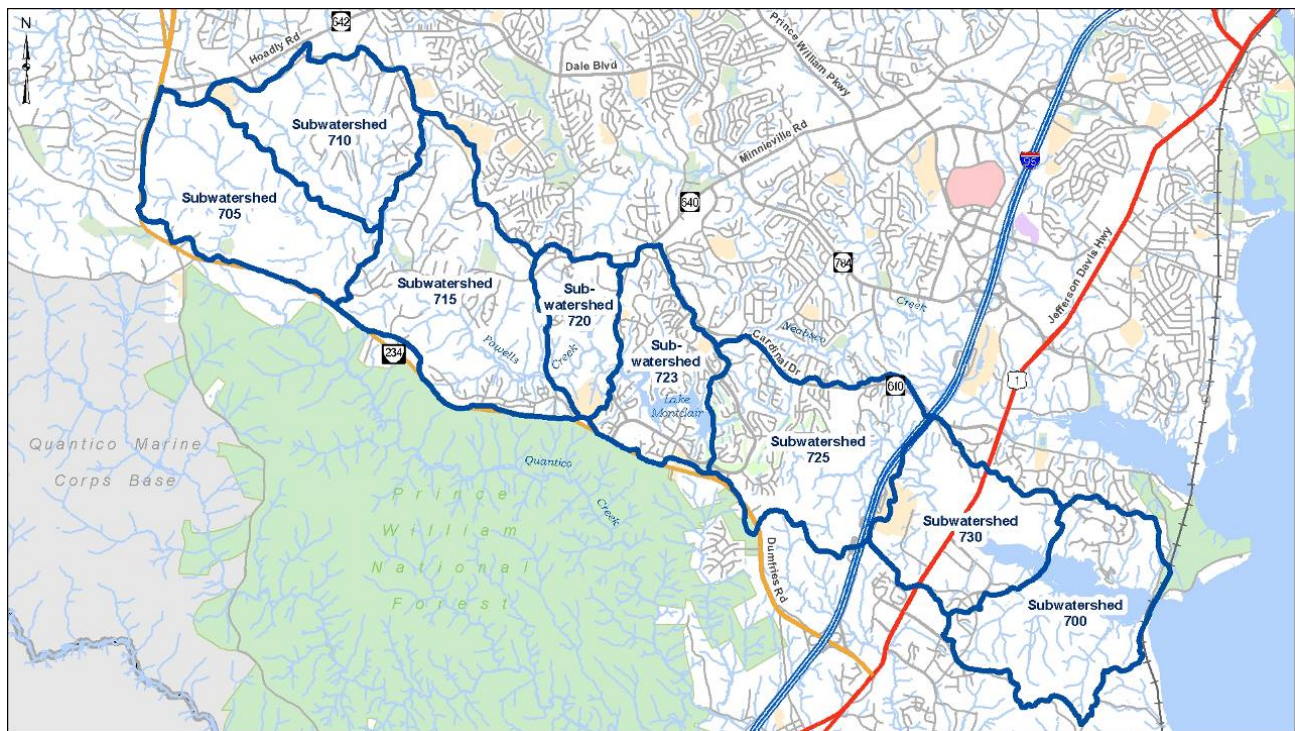 N
642
Hoadly Rd
Dale Blvd
Prince William Pkwy
Minnieville Rd
95
Subwatershed
710
Subwatershed
705
640
784
Jefferson Davis Hwy
Subwatershed
715
Sub-
watershed
720
Creek
Neabsco
Cardinal Dr
Powells
Creek
234
Sub-
watershed
723
Lake
Montclair
610
1
Quantico Marine
Corps Base
Subwatershed
725
Quantico
Creek
Prince
William
National
Forest
Dumfries Rd
Subwatershed
730
Subwatershed
700